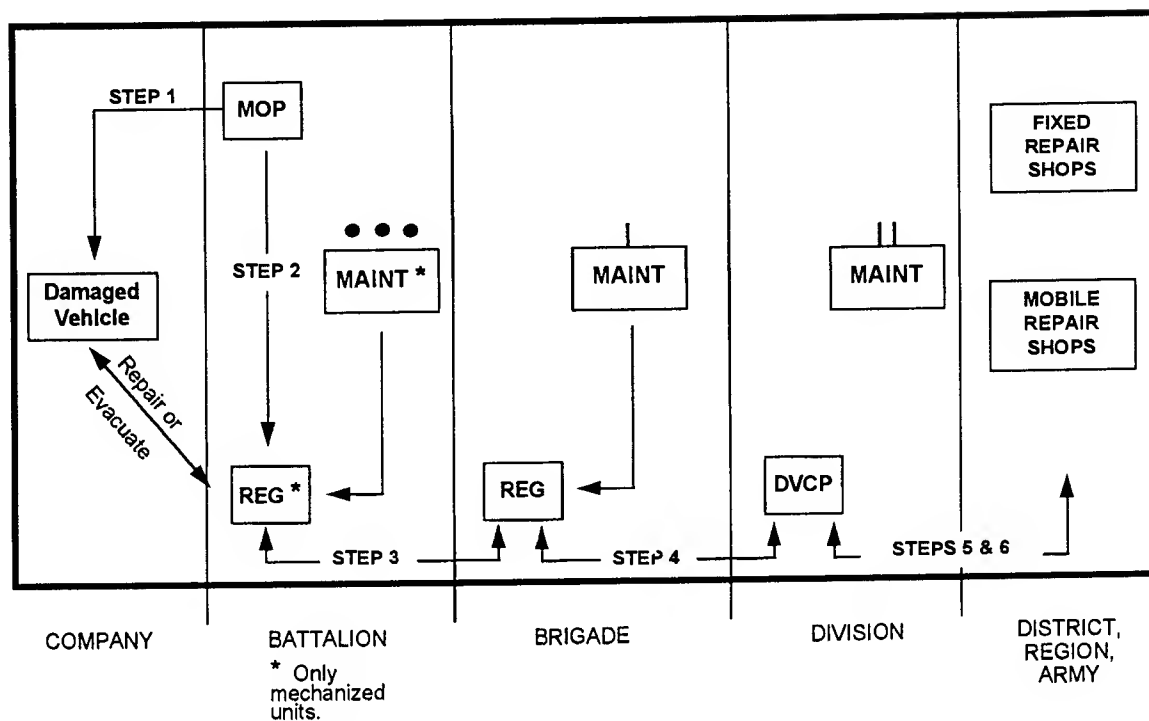 STEP 1
MOP
FIXED
REPAIR
SHOPS
STEP 2
MAINT *
MAINT
MAINT
Damaged
Vehicle
MOBILE
REPAIR
SHOPS
Repair or
Evacuate
REG *
REG
DVCP
STEP 3
STEP 4
STEPS 5 & 6
COMPANY
BATTALION
BRIGADE
DIVISION
DISTRICT,
REGION,
ARMY
* Only
mechanized
units.